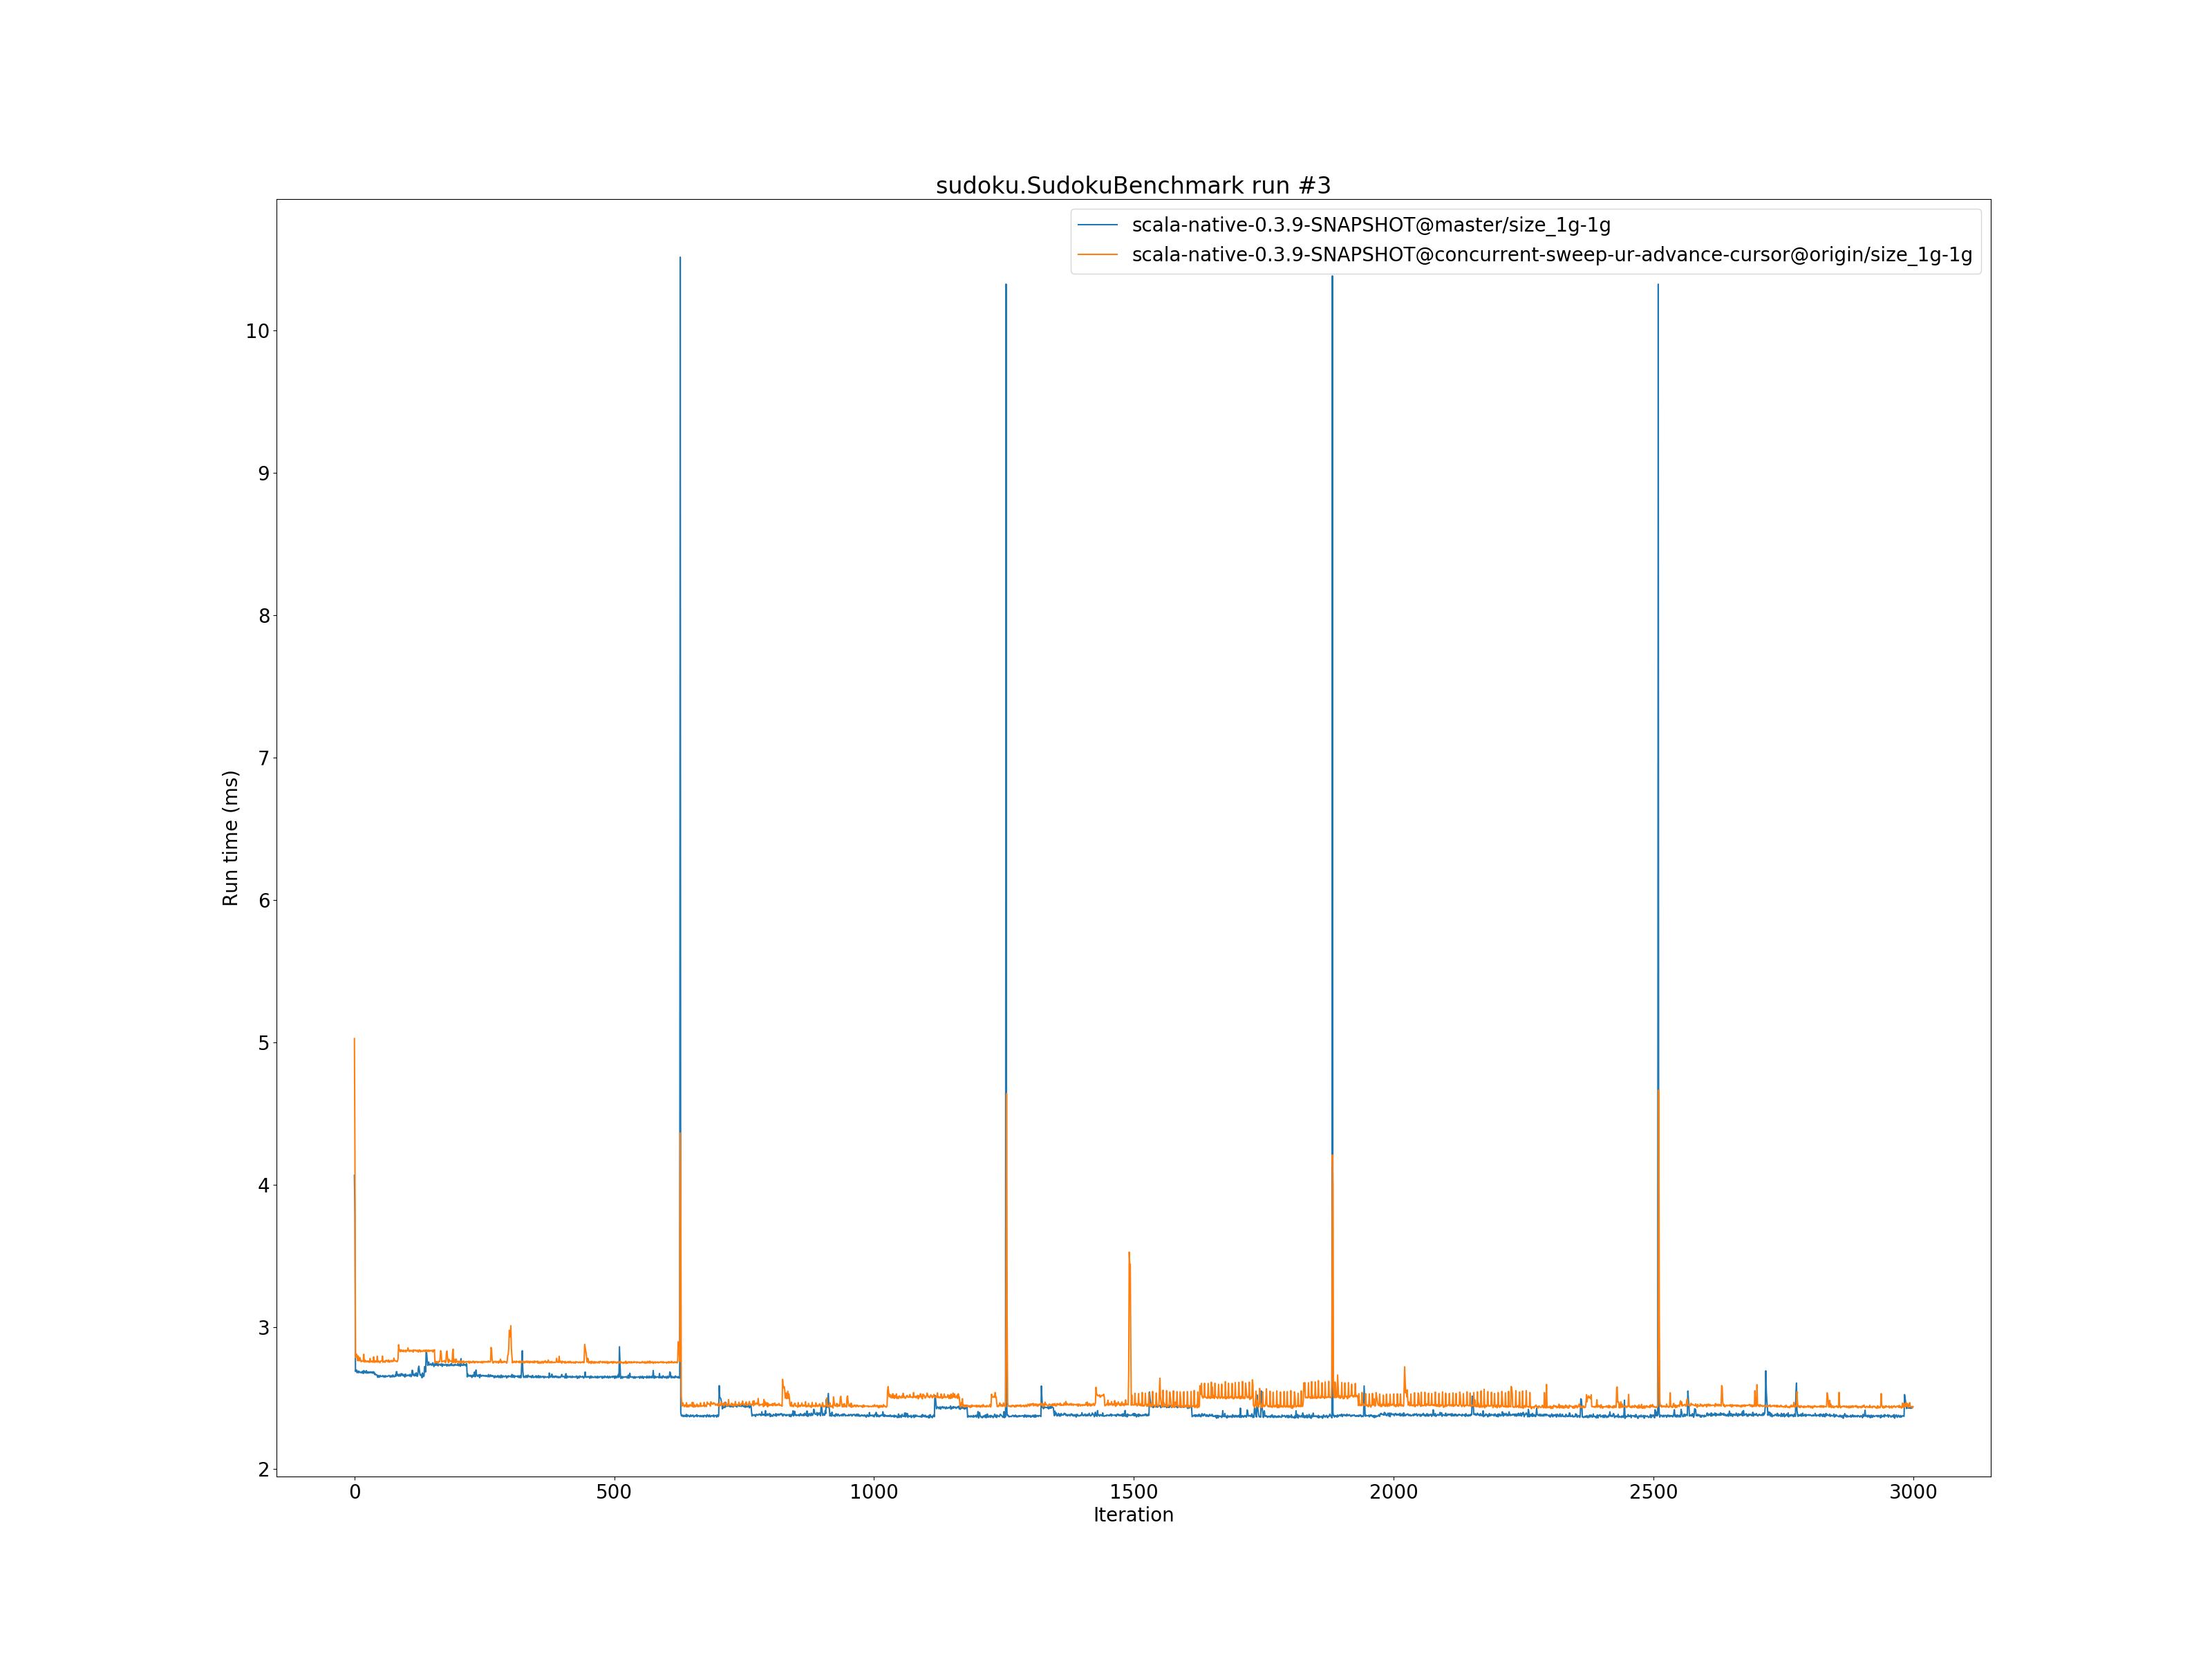 sudoku.SudokuBenchmark run #3
scala-native-0.3.9-SNAPSHOT@master/size_1g-1g
scala-native-0.3.9-SNAPSHOT@concurrent-sweep-ur-advance-cursor@origin/size_1g-1g
10
9
8
7
6
5
4
3
2
Run time (ms)
0 500 1000 1500 2000 2500 3000
Iteration